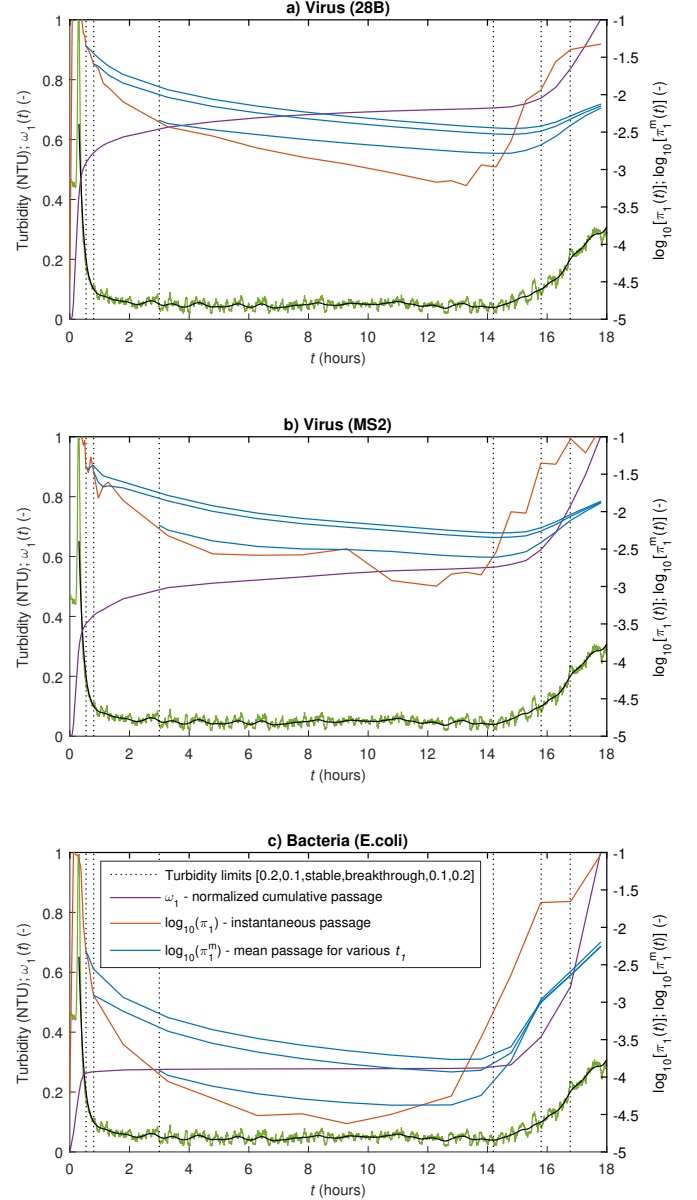 a) Virus (28B)
Turbidity (NTU); ω₁(t) (-)
1
0.8
0.6
0.4
0.2
0
-1
-1.5
-2
-2.5
-3
-3.5
-4
-4.5
-5
log₁₀[π₁(t)]; log₁₀[π₁ᵐ(t)] (-)
0 2 4 6 8 10 12 14 16 18
t (hours)
b) Virus (MS2)
Turbidity (NTU); ω₁(t) (-)
1
0.8
0.6
0.4
0.2
0
-1
-1.5
-2
-2.5
-3
-3.5
-4
-4.5
-5
log₁₀[π₁(t)]; log₁₀[π₁ᵐ(t)] (-)
0 2 4 6 8 10 12 14 16 18
t (hours)
c) Bacteria (E.coli)
Turbidity (NTU); ω₁(t) (-)
1
0.8
0.6
0.4
0.2
0
Turbidity limits [0.2,0.1,stable,breakthrough,0.1,0.2]
ω₁ - normalized cumulative passage
log₁₀(π₁) - instantaneous passage
log₁₀(π₁ᵐ) - mean passage for various t₁
-1
-1.5
-2
-2.5
-3
-3.5
-4
-4.5
-5
log₁₀[π₁(t)]; log₁₀[π₁ᵐ(t)] (-)
0 2 4 6 8 10 12 14 16 18
t (hours)